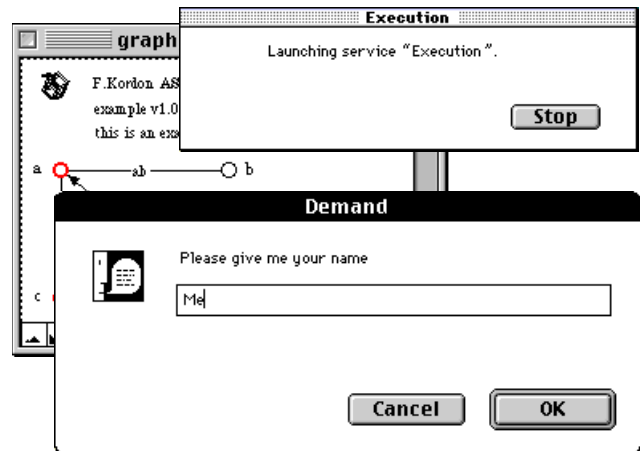 Execution
Launching service “Execution”.
Stop
graph
F.Kordon AS
example v1.0
this is an exa
a
ab
b
c
Demand
Please give me your name
Me
Cancel
OK